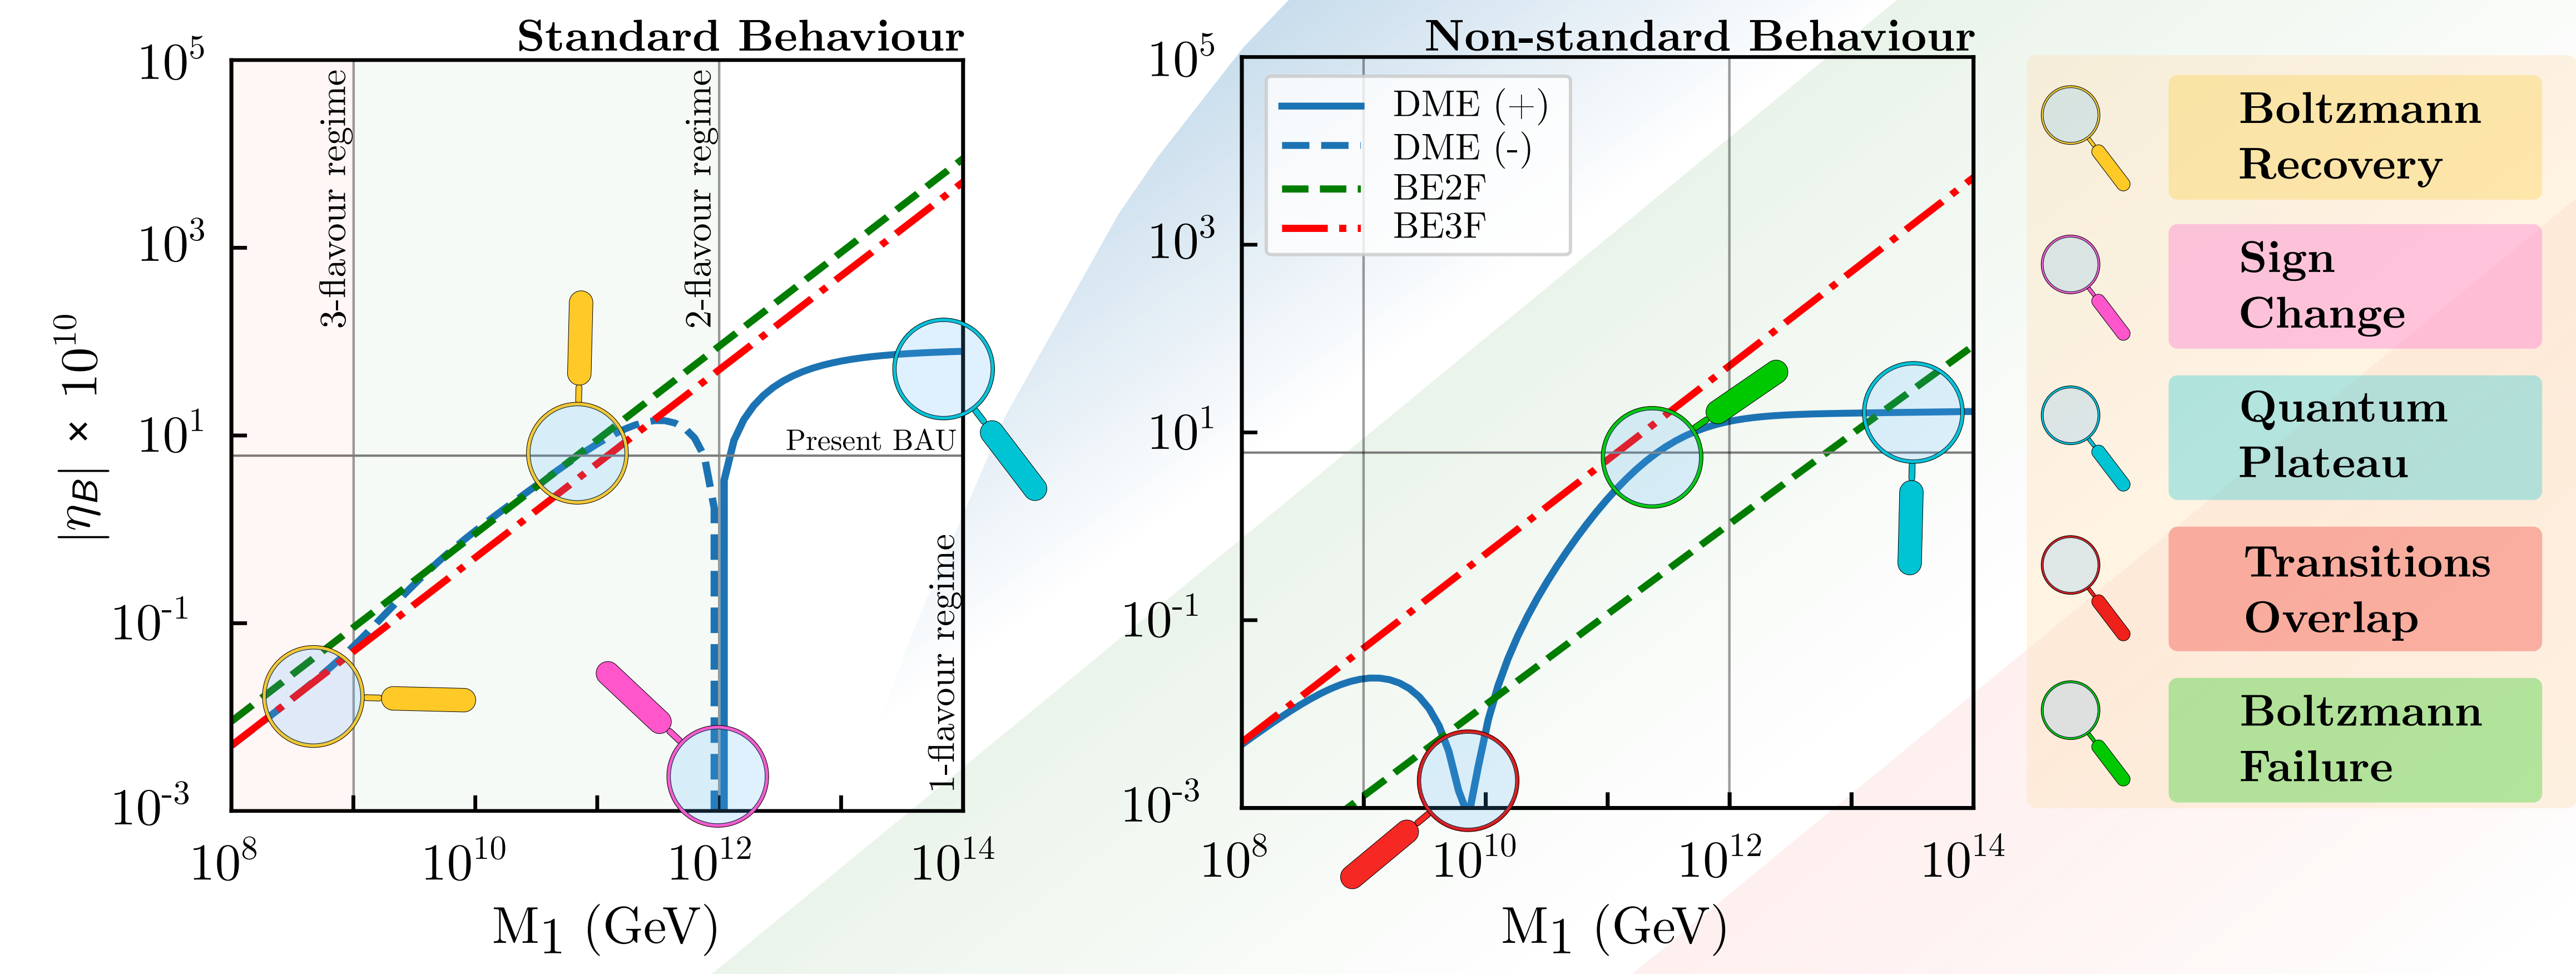 Standard Behaviour
10^5
10^3
10^1
10^-1
10^-3
|η_B| × 10^10
3-flavour regime
2-flavour regime
1-flavour regime
Present BAU
10^8
10^10
10^12
10^14
M_1 (GeV)
Non-standard Behaviour
10^5
10^3
10^1
10^-1
10^-3
DME (+)
DME (-)
BE2F
BE3F
10^8
10^10
10^12
10^14
M_1 (GeV)
Boltzmann
Recovery
Sign
Change
Quantum
Plateau
Transitions
Overlap
Boltzmann
Failure